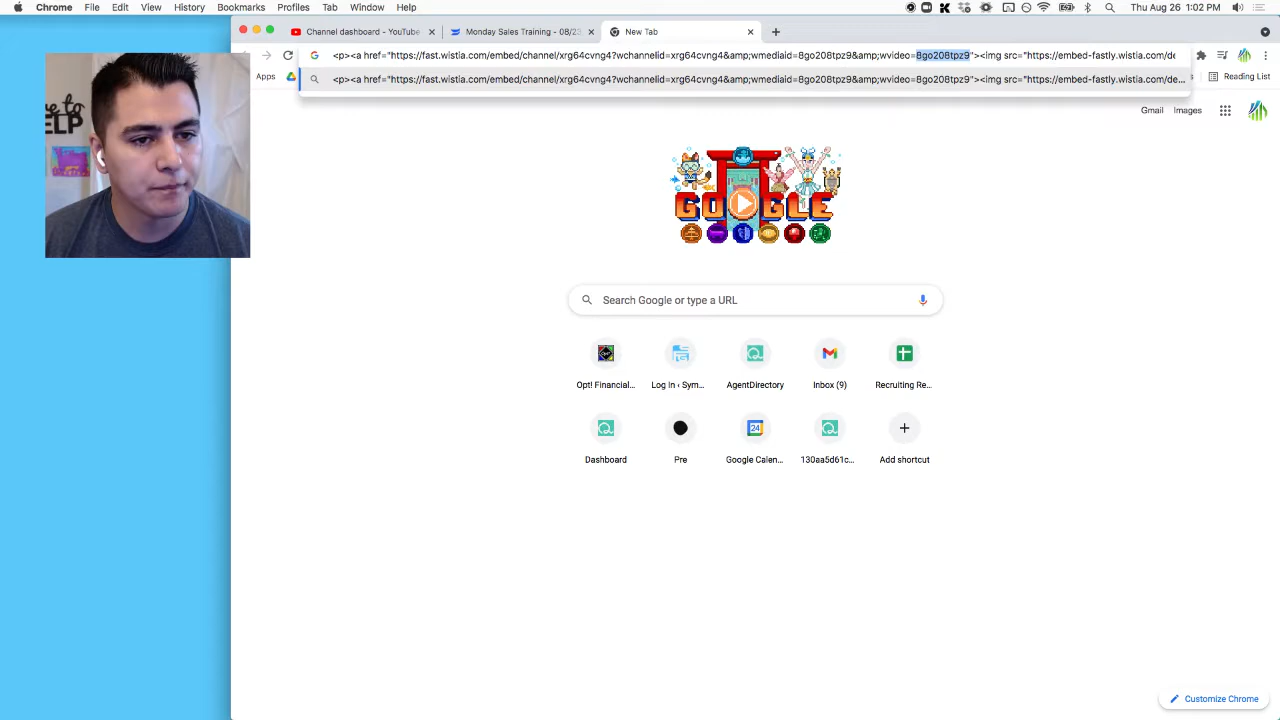 Chrome File Edit View History Bookmarks Profiles Tab Window Help Thu Aug 26 1:02 PM
Channel dashboard - YouTube Monday Sales Training - 08/23 New Tab
<p><a href="https://fast.wistia.com/embed/channel/xrg64cvng4?wchannelid=xrg64cvng4&amp;wmediaid=8go208tpz9&amp;wvideo=8go208tpz9"><img src="https://embed-fastly.wistia.com/de
Apps <p><a href="https://fast.wistia.com/embed/channel/xrg64cvng4?wchannelid=xrg64cvng4&amp;wmediaid=8go208tpz9&amp;wvideo=8go208tpz9"><img src="https://embed-fastly.wistia.com/de... Reading List
Gmail Images
to
ELP
GOOGLE
Search Google or type a URL
Opt! Financial... Log In ‹ Sym... AgentDirectory Inbox (9) Recruiting Re...
24
Dashboard Pre Google Calen... 130aa5d61c... Add shortcut
Customize Chrome